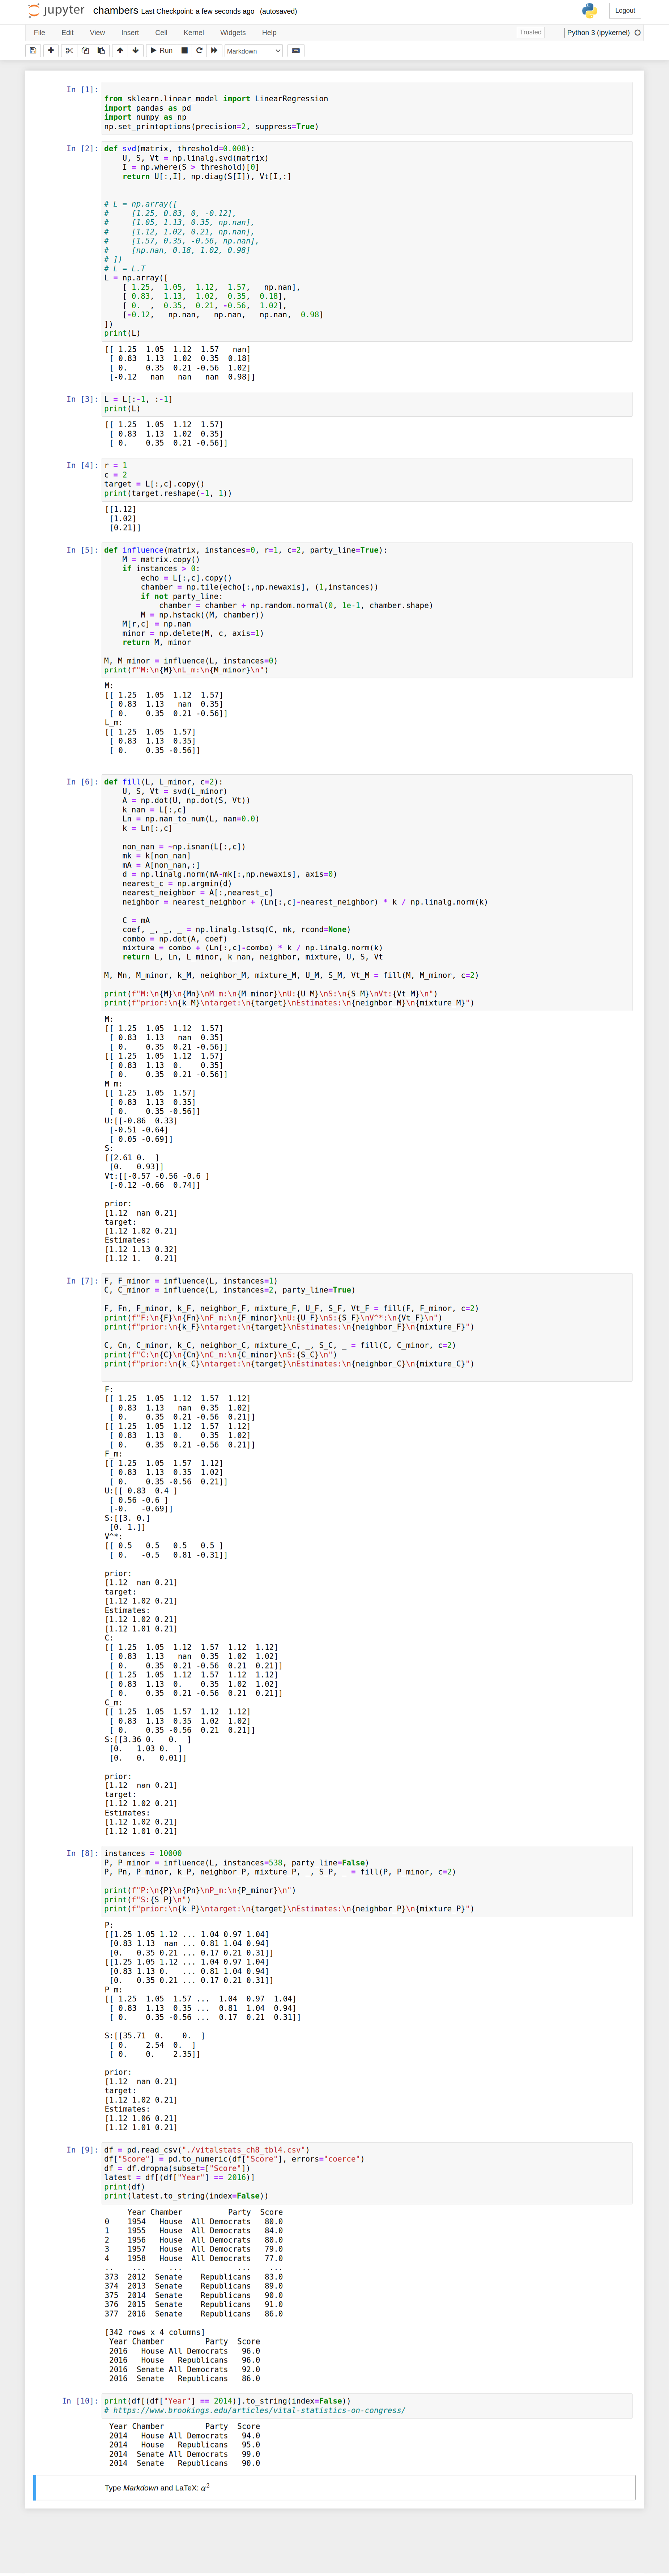 jupyter chambers Last Checkpoint: a few seconds ago (autosaved)
Logout
File Edit View Insert Cell Kernel Widgets Help
Trusted Python 3 (ipykernel)
Run Markdown
In [1]:
from sklearn.linear_model import LinearRegression
import pandas as pd
import numpy as np
np.set_printoptions(precision=2, suppress=True)
In [2]: def svd(matrix, threshold=0.008):
    U, S, Vt = np.linalg.svd(matrix)
    I = np.where(S > threshold)[0]
    return U[:,I], np.diag(S[I]), Vt[I,:]
# L = np.array([
#     [1.25, 0.83, 0, -0.12],
#     [1.05, 1.13, 0.35, np.nan],
#     [1.12, 1.02, 0.21, np.nan],
#     [1.57, 0.35, -0.56, np.nan],
#     [np.nan, 0.18, 1.02, 0.98]
# ])
# L = L.T
L = np.array([
    [ 1.25,  1.05,  1.12,  1.57,   np.nan],
    [ 0.83,  1.13,  1.02,  0.35,  0.18],
    [ 0.  ,  0.35,  0.21, -0.56,  1.02],
    [-0.12,   np.nan,   np.nan,   np.nan,  0.98]
])
print(L)
[[ 1.25  1.05  1.12  1.57   nan]
 [ 0.83  1.13  1.02  0.35  0.18]
 [ 0.    0.35  0.21 -0.56  1.02]
 [-0.12   nan   nan   nan  0.98]]
In [3]: L = L[:-1, :-1]
print(L)
[[ 1.25  1.05  1.12  1.57]
 [ 0.83  1.13  1.02  0.35]
 [ 0.    0.35  0.21 -0.56]]
In [4]: r = 1
c = 2
target = L[:,c].copy()
print(target.reshape(-1, 1))
[[1.12]
 [1.02]
 [0.21]]
In [5]: def influence(matrix, instances=0, r=1, c=2, party_line=True):
    M = matrix.copy()
    if instances > 0:
        echo = L[:,c].copy()
        chamber = np.tile(echo[:,np.newaxis], (1,instances))
        if not party_line:
            chamber = chamber + np.random.normal(0, 1e-1, chamber.shape)
        M = np.hstack((M, chamber))
    M[r,c] = np.nan
    minor = np.delete(M, c, axis=1)
    return M, minor
M, M_minor = influence(L, instances=0)
print(f"M:\n{M}\nL_m:\n{M_minor}\n")
M:
[[ 1.25  1.05  1.12  1.57]
 [ 0.83  1.13   nan  0.35]
 [ 0.    0.35  0.21 -0.56]]
L_m:
[[ 1.25  1.05  1.57]
 [ 0.83  1.13  0.35]
 [ 0.    0.35 -0.56]]
In [6]: def fill(L, L_minor, c=2):
    U, S, Vt = svd(L_minor)
    A = np.dot(U, np.dot(S, Vt))
    k_nan = L[:,c]
    Ln = np.nan_to_num(L, nan=0.0)
    k = Ln[:,c]
    non_nan = ~np.isnan(L[:,c])
    mk = k[non_nan]
    mA = A[non_nan,:]
    d = np.linalg.norm(mA-mk[:,np.newaxis], axis=0)
    nearest_c = np.argmin(d)
    nearest_neighbor = A[:,nearest_c]
    neighbor = nearest_neighbor + (Ln[:,c]-nearest_neighbor) * k / np.linalg.norm(k)
    C = mA
    coef, _, _, _ = np.linalg.lstsq(C, mk, rcond=None)
    combo = np.dot(A, coef)
    mixture = combo + (Ln[:,c]-combo) * k / np.linalg.norm(k)
    return L, Ln, L_minor, k_nan, neighbor, mixture, U, S, Vt
M, Mn, M_minor, k_M, neighbor_M, mixture_M, U_M, S_M, Vt_M = fill(M, M_minor, c=2)
print(f"M:\n{M}\n{Mn}\nM_m:\n{M_minor}\nU:{U_M}\nS:\n{S_M}\nVt:{Vt_M}\n")
print(f"prior:\n{k_M}\ntarget:\n{target}\nEstimates:\n{neighbor_M}\n{mixture_M}")
M:
[[ 1.25  1.05  1.12  1.57]
 [ 0.83  1.13   nan  0.35]
 [ 0.    0.35  0.21 -0.56]]
[[ 1.25  1.05  1.12  1.57]
 [ 0.83  1.13  0.    0.35]
 [ 0.    0.35  0.21 -0.56]]
M_m:
[[ 1.25  1.05  1.57]
 [ 0.83  1.13  0.35]
 [ 0.    0.35 -0.56]]
U:[[-0.86  0.33]
 [-0.51 -0.64]
 [ 0.05 -0.69]]
S:
[[2.61 0.  ]
 [0.   0.93]]
Vt:[[-0.57 -0.56 -0.6 ]
 [-0.12 -0.66  0.74]]
prior:
[1.12  nan 0.21]
target:
[1.12 1.02 0.21]
Estimates:
[1.12 1.13 0.32]
[1.12 1.   0.21]
In [7]: F, F_minor = influence(L, instances=1)
C, C_minor = influence(L, instances=2, party_line=True)
F, Fn, F_minor, k_F, neighbor_F, mixture_F, U_F, S_F, Vt_F = fill(F, F_minor, c=2)
print(f"F:\n{F}\n{Fn}\nF_m:\n{F_minor}\nU:{U_F}\nS:{S_F}\nV^*:\n{Vt_F}\n")
print(f"prior:\n{k_F}\ntarget:\n{target}\nEstimates:\n{neighbor_F}\n{mixture_F}")
C, Cn, C_minor, k_C, neighbor_C, mixture_C, _, S_C, _ = fill(C, C_minor, c=2)
print(f"C:\n{C}\n{Cn}\nC_m:\n{C_minor}\nS:{S_C}\n")
print(f"prior:\n{k_C}\ntarget:\n{target}\nEstimates:\n{neighbor_C}\n{mixture_C}")
F:
[[ 1.25  1.05  1.12  1.57  1.12]
 [ 0.83  1.13   nan  0.35  1.02]
 [ 0.    0.35  0.21 -0.56  0.21]]
[[ 1.25  1.05  1.12  1.57  1.12]
 [ 0.83  1.13  0.    0.35  1.02]
 [ 0.    0.35  0.21 -0.56  0.21]]
F_m:
[[ 1.25  1.05  1.57  1.12]
 [ 0.83  1.13  0.35  1.02]
 [ 0.    0.35 -0.56  0.21]]
U:[[ 0.83  0.4 ]
 [ 0.56 -0.6 ]
 [-0.   -0.69]]
S:[[3. 0.]
 [0. 1.]]
V^*:
[[ 0.5   0.5   0.5   0.5 ]
 [ 0.   -0.5   0.81 -0.31]]
prior:
[1.12  nan 0.21]
target:
[1.12 1.02 0.21]
Estimates:
[1.12 1.02 0.21]
[1.12 1.01 0.21]
C:
[[ 1.25  1.05  1.12  1.57  1.12  1.12]
 [ 0.83  1.13   nan  0.35  1.02  1.02]
 [ 0.    0.35  0.21 -0.56  0.21  0.21]]
[[ 1.25  1.05  1.12  1.57  1.12  1.12]
 [ 0.83  1.13  0.    0.35  1.02  1.02]
 [ 0.    0.35  0.21 -0.56  0.21  0.21]]
C_m:
[[ 1.25  1.05  1.57  1.12  1.12]
 [ 0.83  1.13  0.35  1.02  1.02]
 [ 0.    0.35 -0.56  0.21  0.21]]
S:[[3.36 0.   0.  ]
 [0.   1.03 0.  ]
 [0.   0.   0.01]]
prior:
[1.12  nan 0.21]
target:
[1.12 1.02 0.21]
Estimates:
[1.12 1.02 0.21]
[1.12 1.01 0.21]
In [8]: instances = 10000
P, P_minor = influence(L, instances=538, party_line=False)
P, Pn, P_minor, k_P, neighbor_P, mixture_P, _, S_P, _ = fill(P, P_minor, c=2)
print(f"P:\n{P}\n{Pn}\nP_m:\n{P_minor}\n")
print(f"S:{S_P}\n")
print(f"prior:\n{k_P}\ntarget:\n{target}\nEstimates:\n{neighbor_P}\n{mixture_P}")
P:
[[1.25 1.05 1.12 ... 1.04 0.97 1.04]
 [0.83 1.13  nan ... 0.81 1.04 0.94]
 [0.   0.35 0.21 ... 0.17 0.21 0.31]]
[[1.25 1.05 1.12 ... 1.04 0.97 1.04]
 [0.83 1.13 0.   ... 0.81 1.04 0.94]
 [0.   0.35 0.21 ... 0.17 0.21 0.31]]
P_m:
[[ 1.25  1.05  1.57 ...  1.04  0.97  1.04]
 [ 0.83  1.13  0.35 ...  0.81  1.04  0.94]
 [ 0.    0.35 -0.56 ...  0.17  0.21  0.31]]
S:[[35.71  0.    0.  ]
 [ 0.    2.54  0.  ]
 [ 0.    0.    2.35]]
prior:
[1.12  nan 0.21]
target:
[1.12 1.02 0.21]
Estimates:
[1.12 1.06 0.21]
[1.12 1.01 0.21]
In [9]: df = pd.read_csv("./vitalstats_ch8_tbl4.csv")
df["Score"] = pd.to_numeric(df["Score"], errors="coerce")
df = df.dropna(subset=["Score"])
latest = df[(df["Year"] == 2016)]
print(df)
print(latest.to_string(index=False))
     Year Chamber          Party  Score
0    1954   House  All Democrats   80.0
1    1955   House  All Democrats   84.0
2    1956   House  All Democrats   80.0
3    1957   House  All Democrats   79.0
4    1958   House  All Democrats   77.0
..    ...     ...            ...    ...
373  2012  Senate    Republicans   83.0
374  2013  Senate    Republicans   89.0
375  2014  Senate    Republicans   90.0
376  2015  Senate    Republicans   91.0
377  2016  Senate    Republicans   86.0
[342 rows x 4 columns]
 Year Chamber         Party  Score
 2016   House All Democrats   96.0
 2016   House   Republicans   96.0
 2016  Senate All Democrats   92.0
 2016  Senate   Republicans   86.0
In [10]: print(df[(df["Year"] == 2014)].to_string(index=False))
# https://www.brookings.edu/articles/vital-statistics-on-congress/
 Year Chamber         Party  Score
 2014   House All Democrats   94.0
 2014   House   Republicans   95.0
 2014  Senate All Democrats   99.0
 2014  Senate   Republicans   90.0
Type Markdown and LaTeX: α²